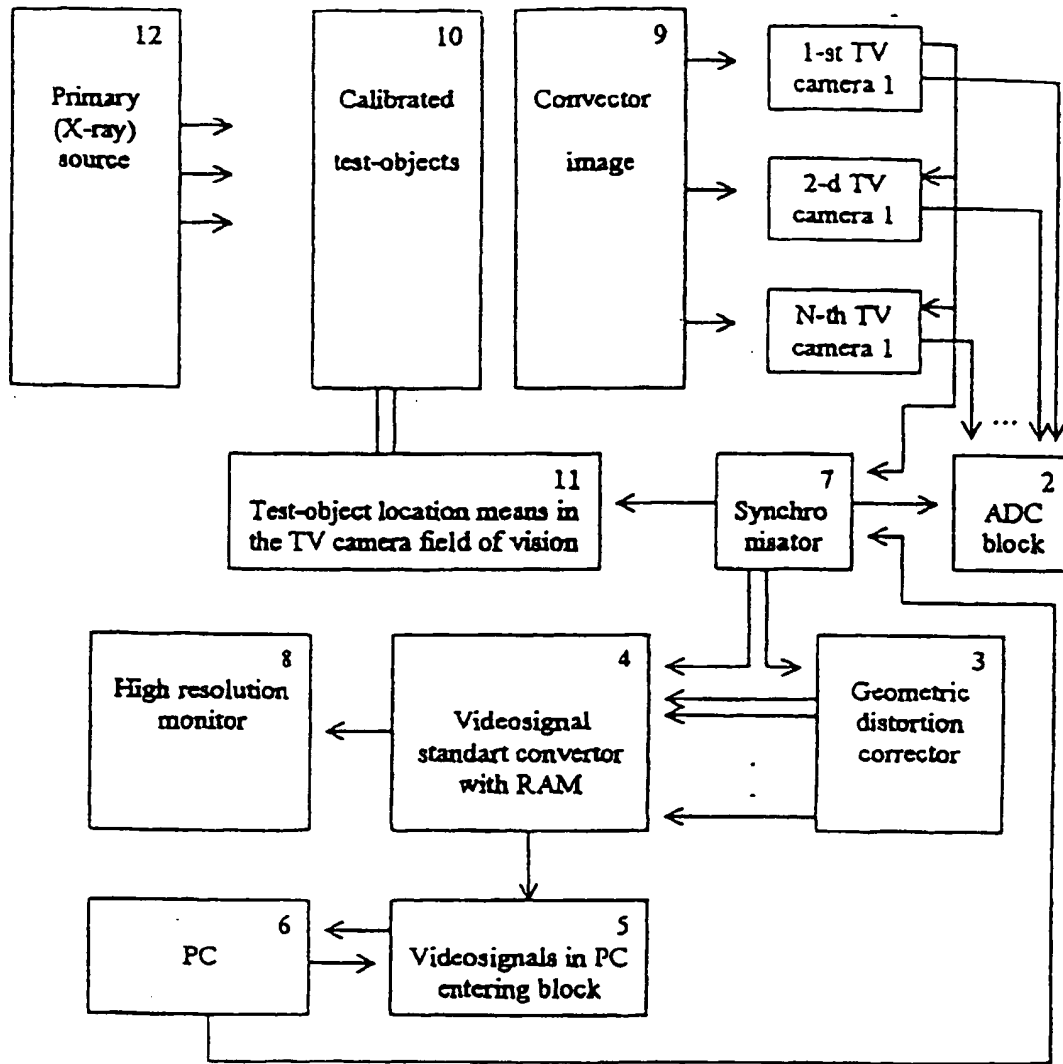 12
Primary
(X-ray)
source
10
Calibrated
test-objects
9
Convector
image
1-st TV
camera 1
2-d TV
camera 1
N-th TV
camera 1
...
11
Test-object location means in
the TV camera field of vision
7
Synchro
nisator
2
ADC
block
8
High resolution
monitor
4
Videosignal
standart convertor
with RAM
3
Geometric
distortion
corrector
6
PC
5
Videosignals in PC
entering block